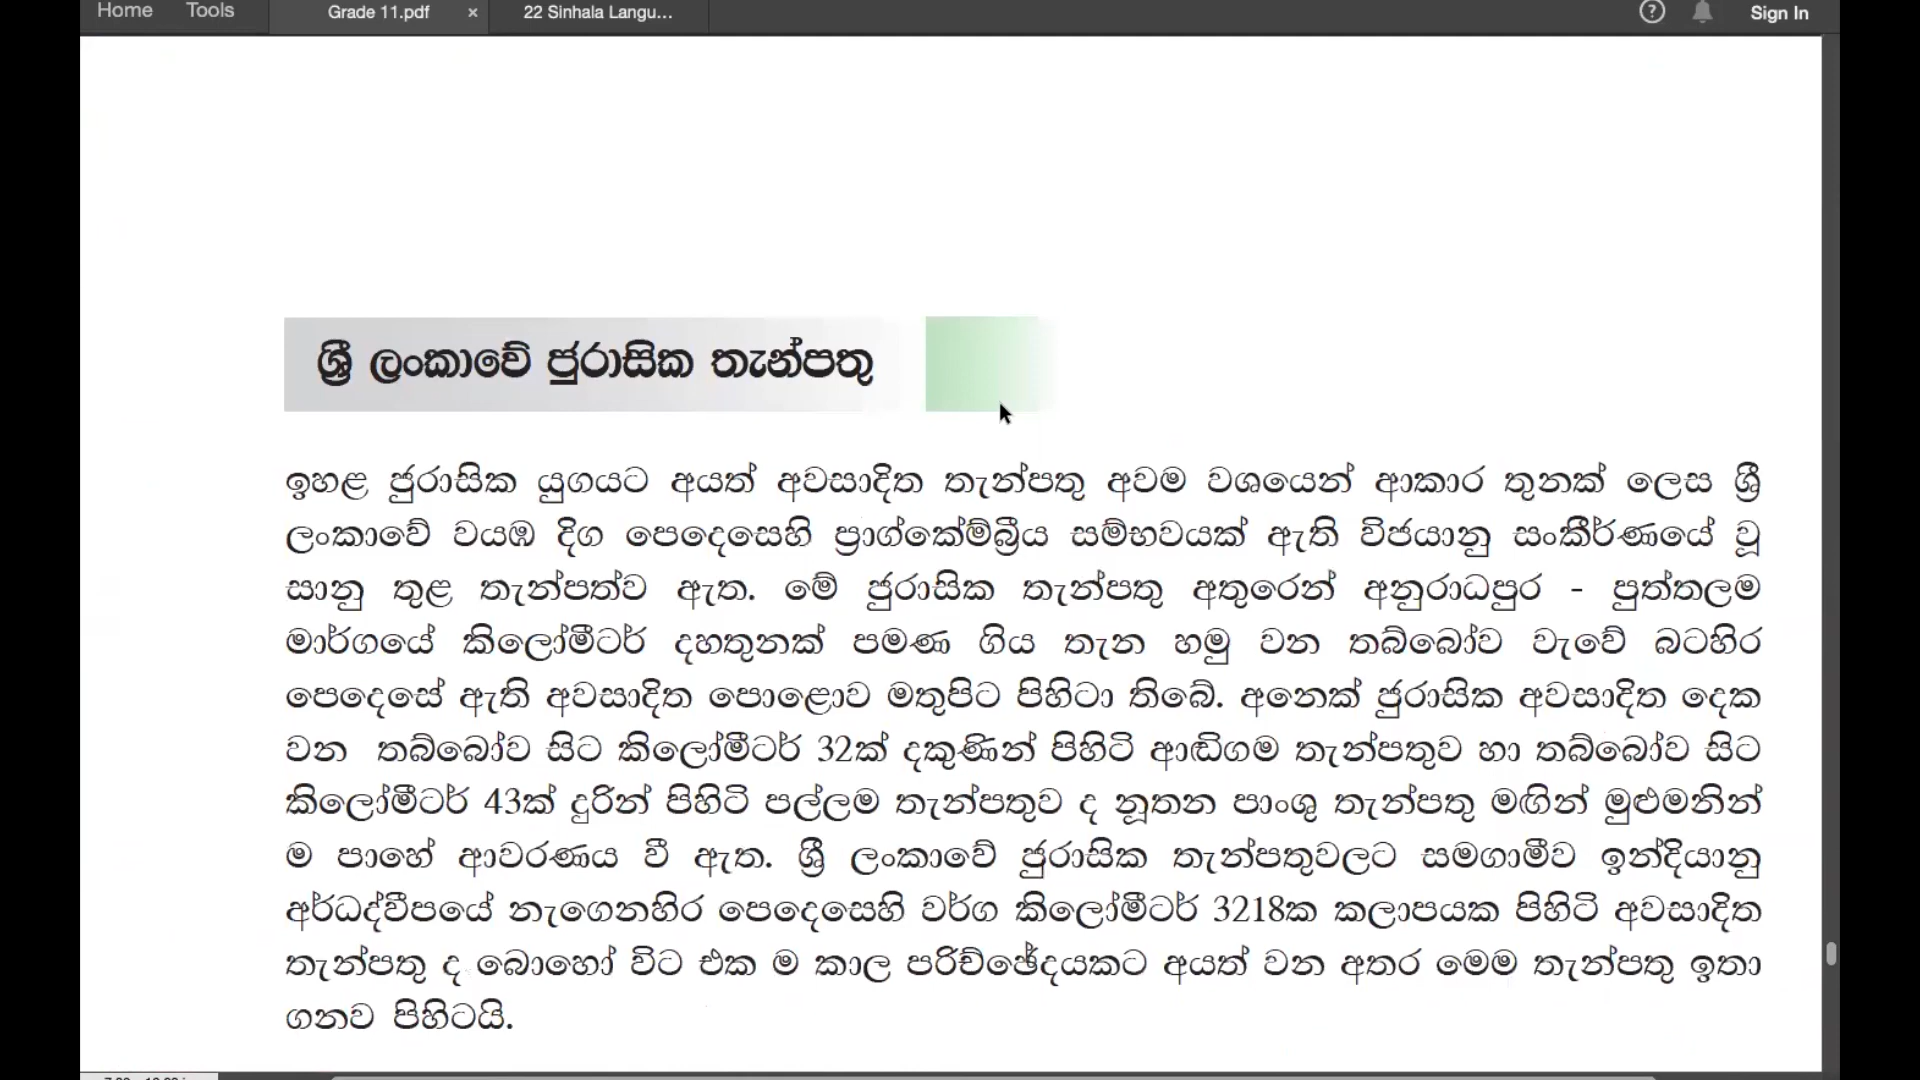 Home Tools Grade 11.pdf × 22 Sinhala Langu... ? Sign In
ශ්‍රී ලංකාවේ ජුරාසික තැන්පතු
ඉහළ ජුරාසික යුගයට අයත් අවසාදිත තැන්පතු අවම වශයෙන් ආකාර තුනක් ලෙස ශ්‍රී
ලංකාවේ වයඹ දිග පෙදෙසෙහි ප්‍රාග්කේම්බ්‍රීය සම්භවයක් ඇති විජයානු සංකීර්ණයේ වූ
සානු තුළ තැන්පත්ව ඇත. මේ ජුරාසික තැන්පතු අතුරෙන් අනුරාධපුර - පුත්තලම
මාර්ගයේ කිලෝමීටර් දහතුනක් පමණ ගිය තැන හමු වන තබ්බෝව වැවේ බටහිර
පෙදෙසේ ඇති අවසාදිත පොළොව මතුපිට පිහිටා තිබේ. අනෙක් ජුරාසික අවසාදිත දෙක
වන තබ්බෝව සිට කිලෝමීටර් 32ක් දකුණින් පිහිටි ආඬිගම තැන්පතුව හා තබ්බෝව සිට
කිලෝමීටර් 43ක් දුරින් පිහිටි පල්ලම තැන්පතුව ද නූතන පාංශු තැන්පතු මඟින් මුළුමනින්
ම පාහේ ආවරණය වී ඇත. ශ්‍රී ලංකාවේ ජුරාසික තැන්පතුවලට සමගාමීව ඉන්දියානු
අර්ධද්වීපයේ නැගෙනහිර පෙදෙසෙහි වර්ග කිලෝමීටර් 3218ක කලාපයක පිහිටි අවසාදිත
තැන්පතු ද බොහෝ විට එක ම කාල පරිච්ඡේදයකට අයත් වන අතර මෙම තැන්පතු ඉතා
ගනව පිහිටයි.